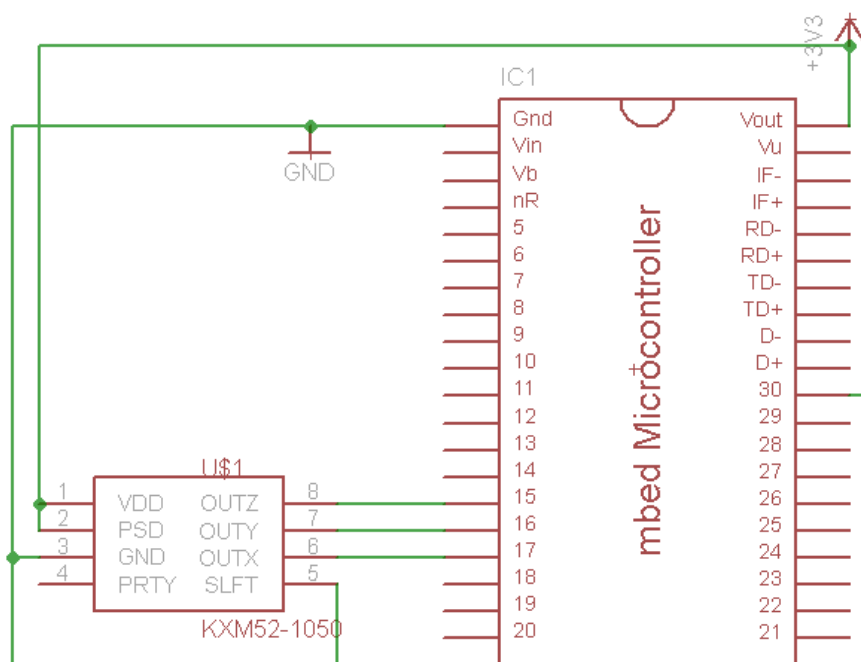 +3V3
IC1
Gnd Vout
Vin Vu
GND
Vb IF-
nR IF+
5 RD-
6 RD+
7 TD-
8 TD+
9 D-
10 D+
11 30
12 29
13 28
14 27
mbed Microcontroller
U$1
1 VDD OUTZ 8 15 26
2 PSD OUTY 7 16 25
3 GND OUTX 6 17 24
4 PRTY SLFT 5 18 23
19 22
KXM52-1050 20 21